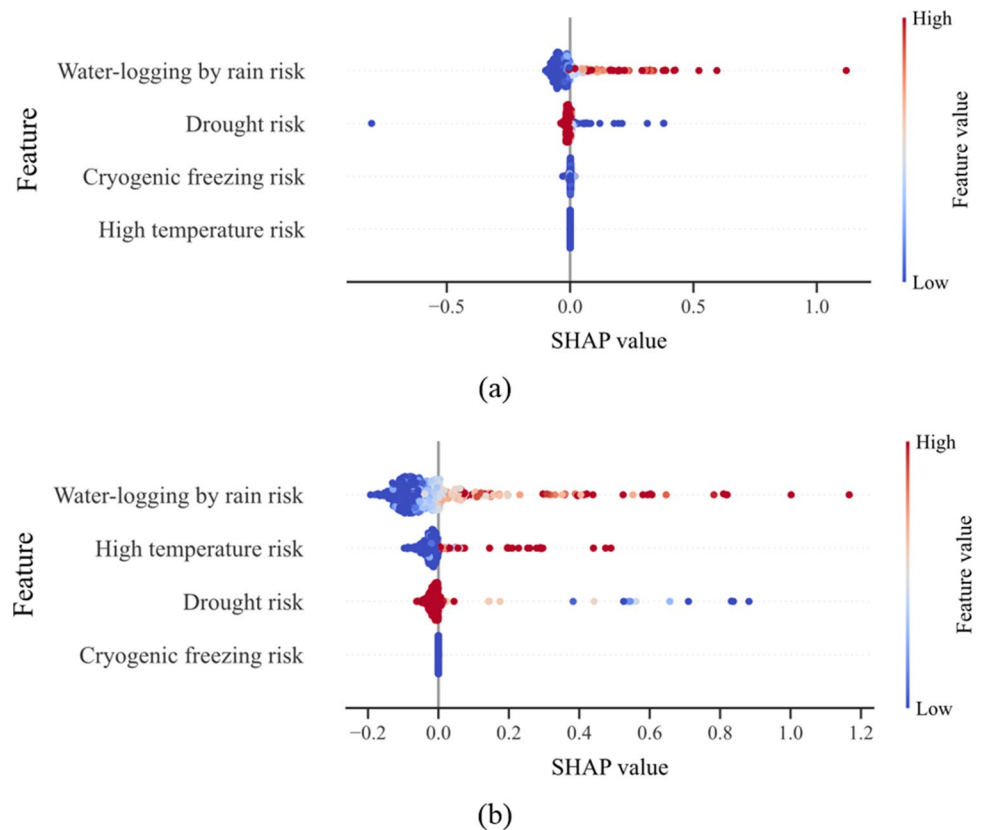 High
Water-logging by rain risk
Drought risk
Cryogenic freezing risk
High temperature risk
Feature
Feature value
Low
−0.5 0.0 0.5 1.0
SHAP value
(a)
High
Water-logging by rain risk
High temperature risk
Drought risk
Cryogenic freezing risk
Feature
Feature value
Low
−0.2 0.0 0.2 0.4 0.6 0.8 1.0 1.2
SHAP value
(b)